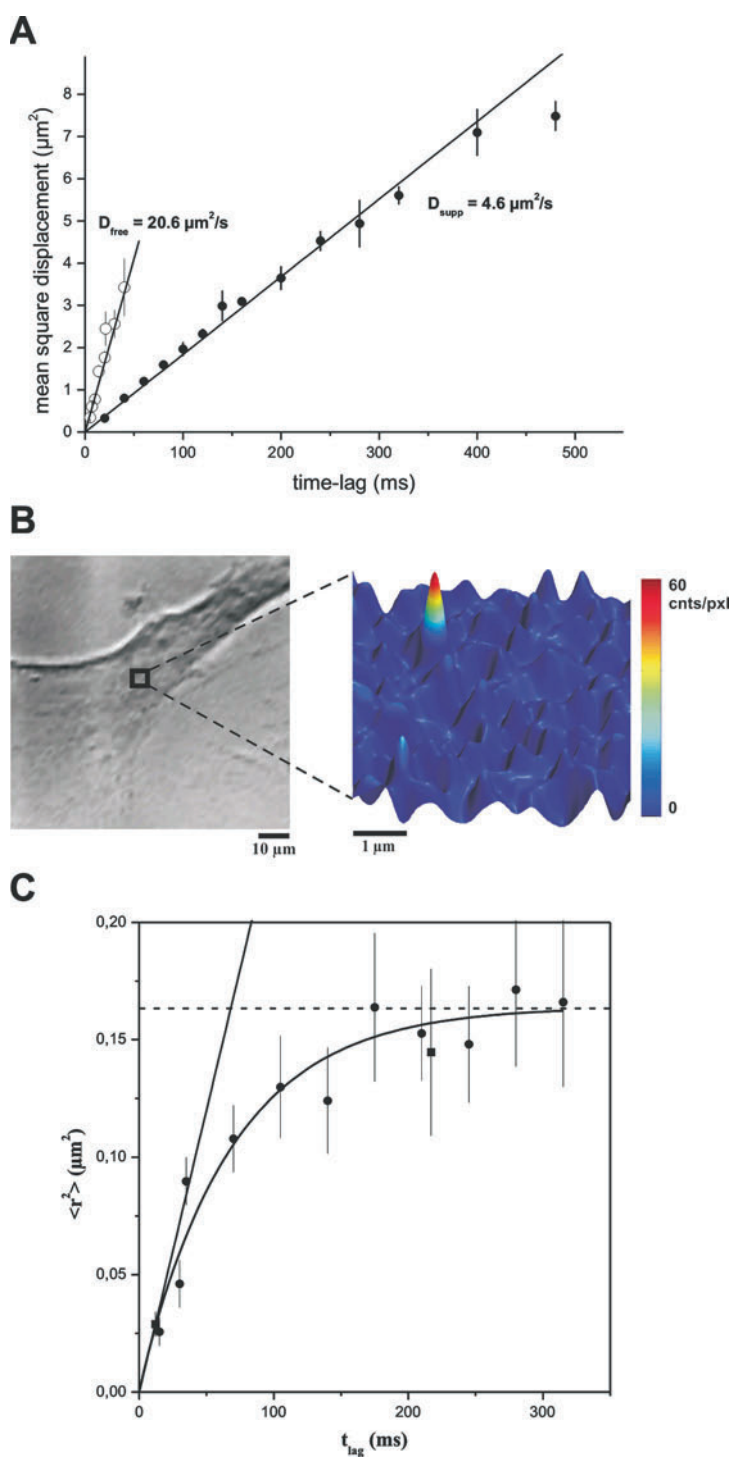 A
mean square displacement (µm²)
8
7
6
5
4
3
2
1
0
D_free = 20.6 µm²/s
D_supp = 4.6 µm²/s
0 100 200 300 400 500
time-lag (ms)
B
60
cnts/pxl
0
10 µm
1 µm
C
<r²> (µm²)
0,20
0,15
0,10
0,05
0,00
0 100 200 300
t_lag (ms)